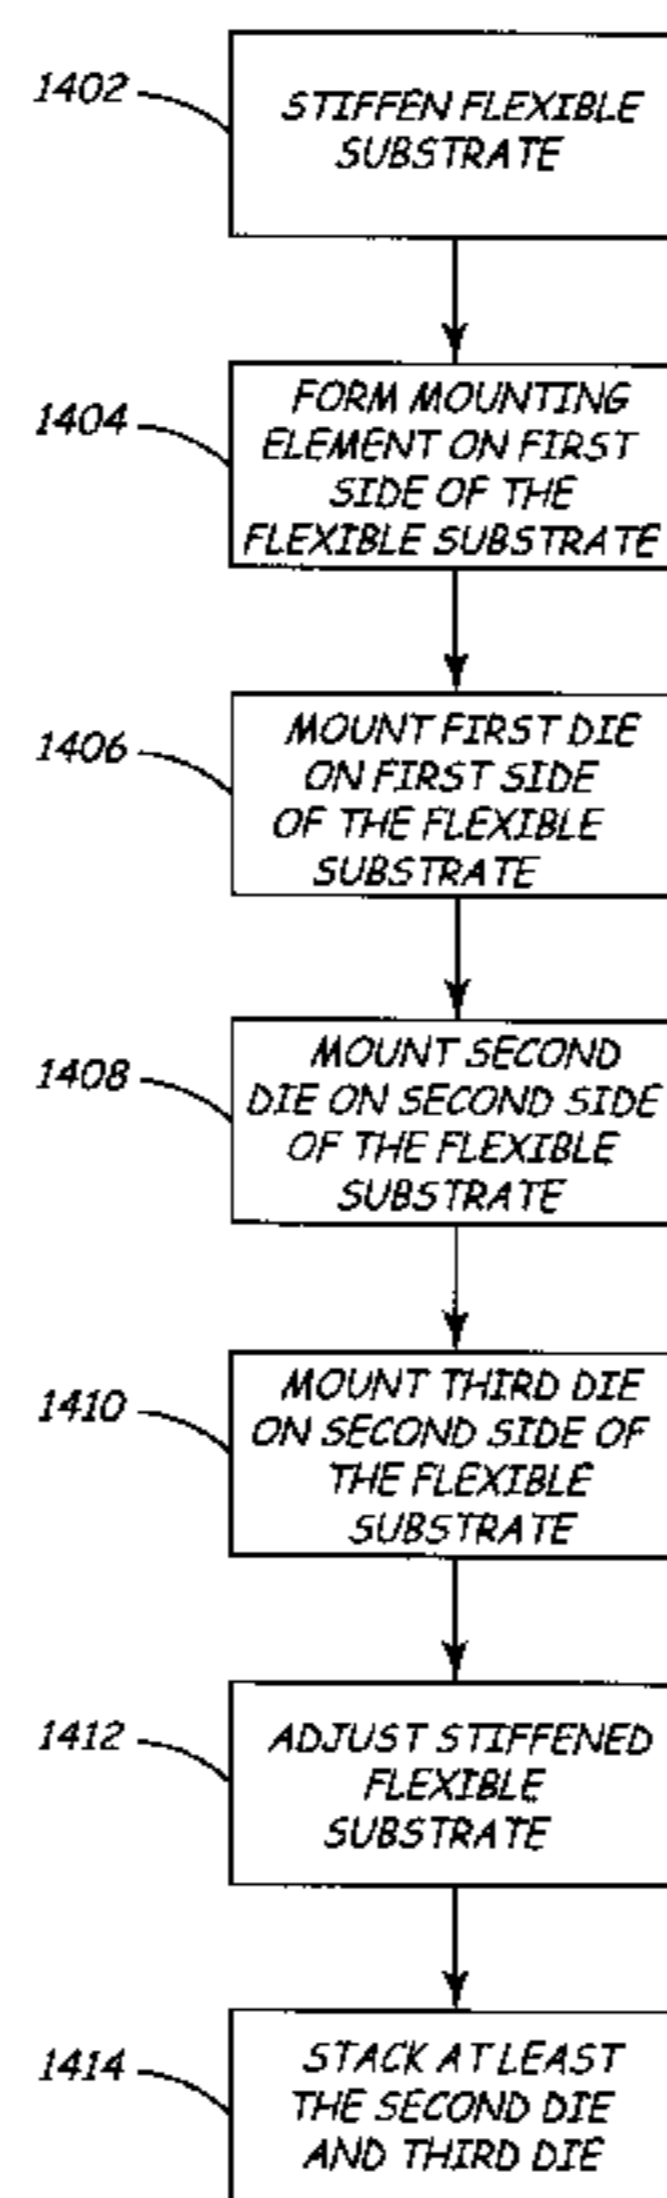 1402
STIFFEN FLEXIBLE
SUBSTRATE
1404
FORM MOUNTING
ELEMENT ON FIRST
SIDE OF THE
FLEXIBLE SUBSTRATE
1406
MOUNT FIRST DIE
ON FIRST SIDE
OF THE FLEXIBLE
SUBSTRATE
1408
MOUNT SECOND
DIE ON SECOND SIDE
OF THE FLEXIBLE
SUBSTRATE
1410
MOUNT THIRD DIE
ON SECOND SIDE OF
THE FLEXIBLE
SUBSTRATE
1412
ADJUST STIFFENED
FLEXIBLE
SUBSTRATE
1414
STACK AT LEAST
THE SECOND DIE
AND THIRD DIE